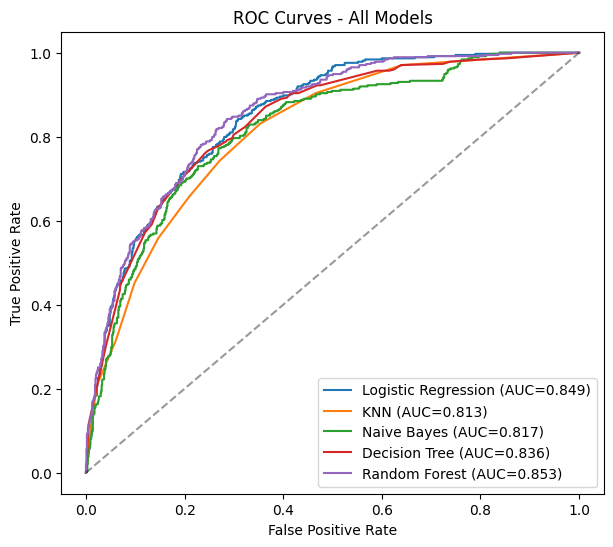 ROC Curves - All Models
True Positive Rate
1.0
0.8
0.6
0.4
0.2
0.0
Logistic Regression (AUC=0.849)
KNN (AUC=0.813)
Naive Bayes (AUC=0.817)
Decision Tree (AUC=0.836)
Random Forest (AUC=0.853)
0.0 0.2 0.4 0.6 0.8 1.0
False Positive Rate